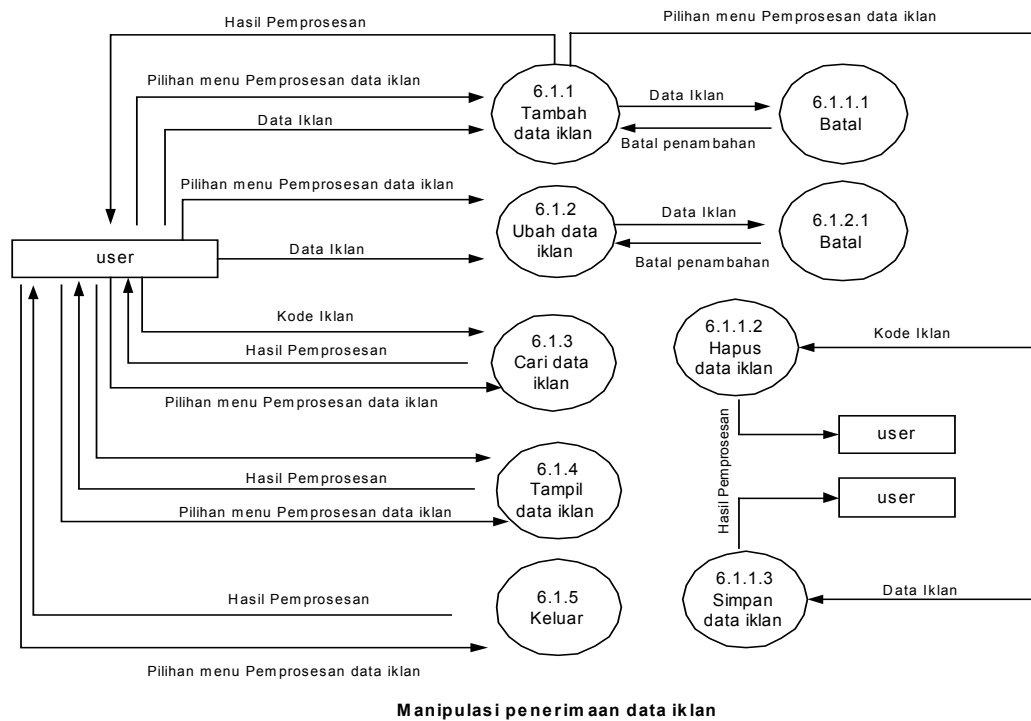 Hasil Pemprosesan
Pilihan menu Pemprosesan data iklan
Pilihan menu Pemprosesan data iklan
Data Iklan
6.1.1
Tambah
data iklan
Data Iklan
Batal penambahan
6.1.1.1
Batal
Pilihan menu Pemprosesan data iklan
Data Iklan
6.1.2
Ubah data
iklan
Data Iklan
Batal penambahan
6.1.2.1
Batal
user
Kode Iklan
Hasil Pemprosesan
Pilihan menu Pemprosesan data iklan
6.1.3
Cari data
iklan
6.1.1.2
Hapus
data iklan
Kode Iklan
Hasil Pemprosesan
user
user
Hasil Pemprosesan
Pilihan menu Pemprosesan data iklan
6.1.4
Tampil
data iklan
Hasil Pemprosesan
Pilihan menu Pemprosesan data iklan
6.1.5
Keluar
6.1.1.3
Simpan
data iklan
Data Iklan
Manipulasi penerimaan data iklan